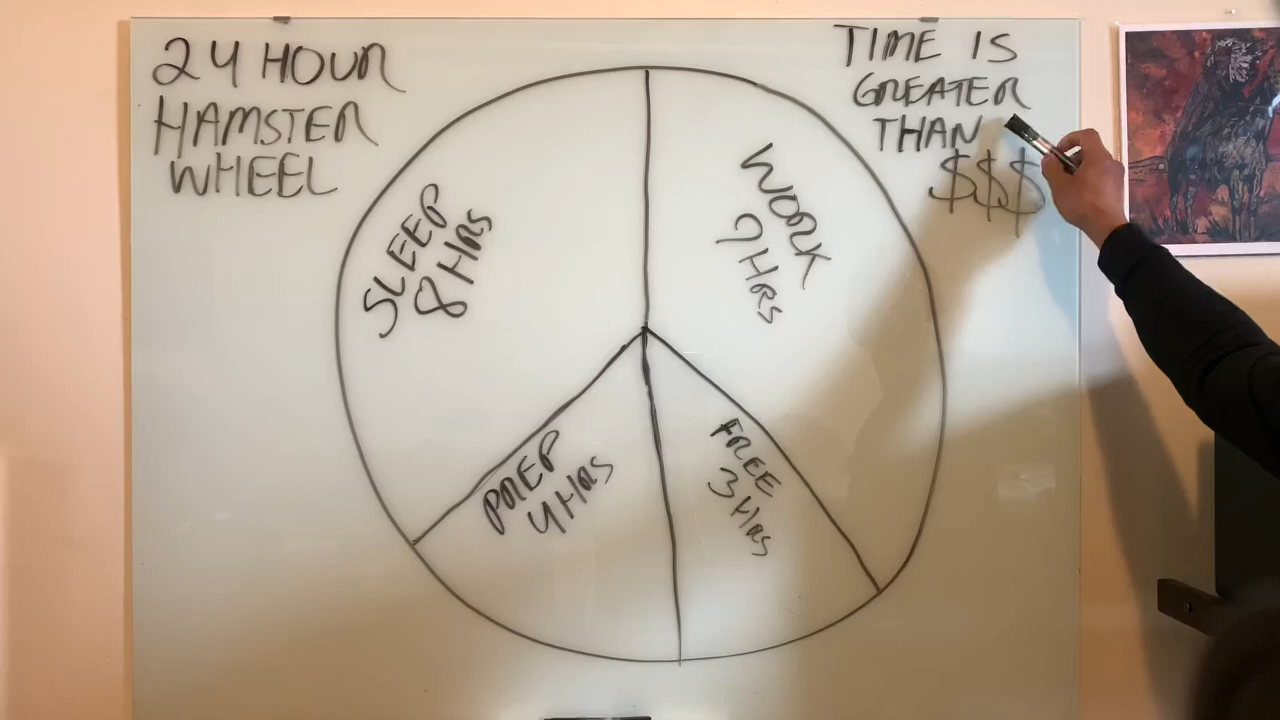 24 HOUR
HAMSTER
WHEEL
TIME IS
GREATER
THAN
$$$
SLEEP
8 HRS
WORK
9 HRS
PREP
4 HRS
FREE
3 HRS